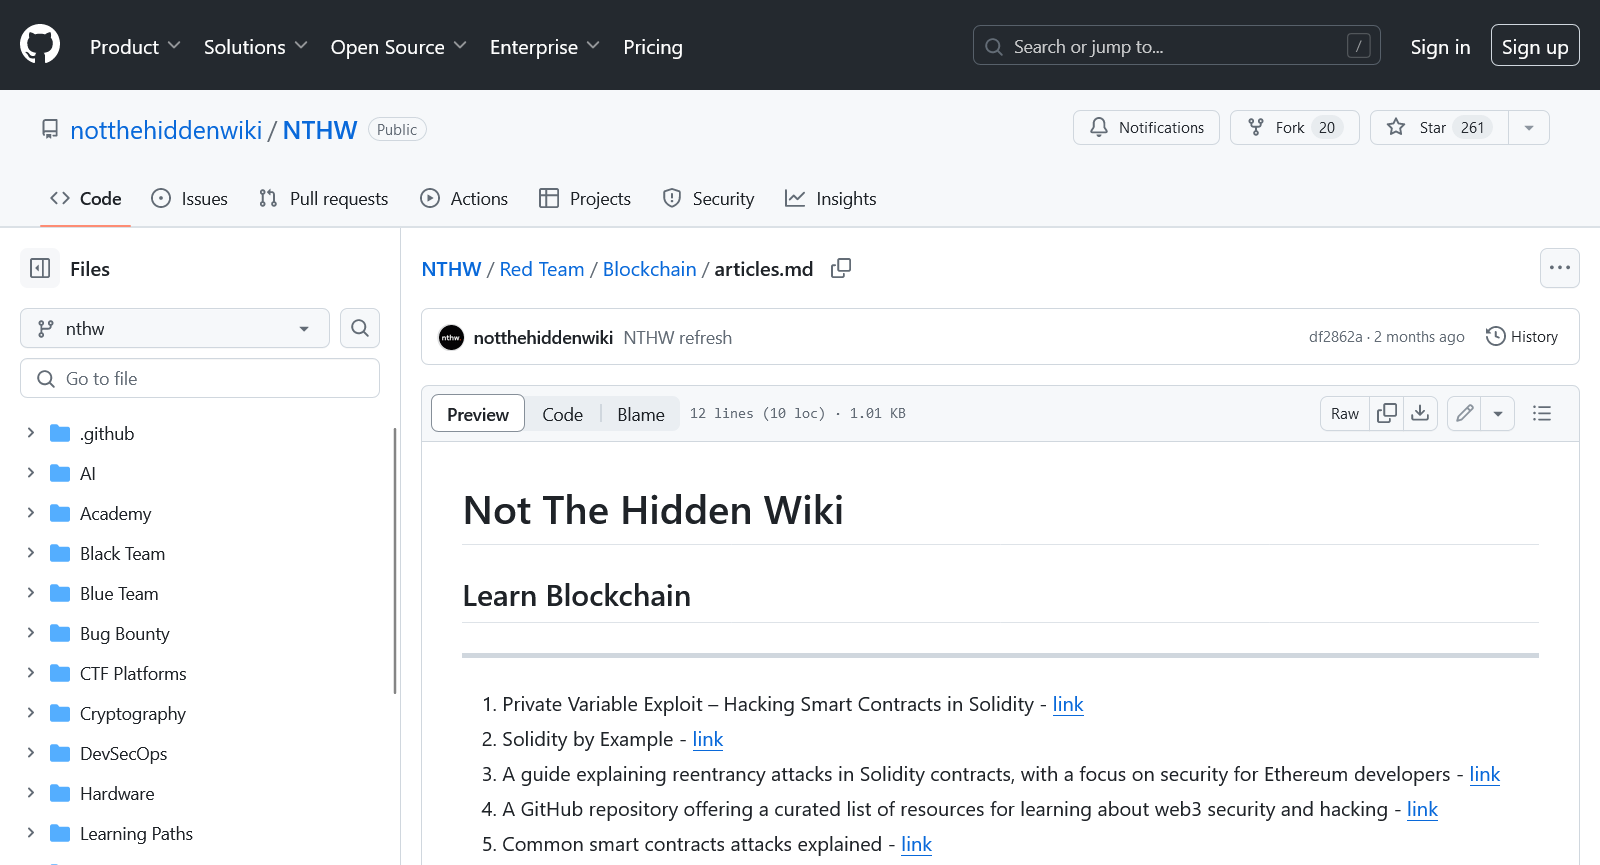 Product Solutions Open Source Enterprise Pricing Search or jump to... / Sign in Sign up
notthehiddenwiki / NTHW Public Notifications Fork 20 Star 261
Code Issues Pull requests Actions Projects Security Insights
Files
nthw
Go to file
.github
AI
Academy
Black Team
Blue Team
Bug Bounty
CTF Platforms
Cryptography
DevSecOps
Hardware
Learning Paths
NTHW / Red Team / Blockchain / articles.md
nthw notthehiddenwiki NTHW refresh df2862a · 2 months ago History
Preview Code Blame 12 lines (10 loc) · 1.01 KB Raw
Not The Hidden Wiki
Learn Blockchain
1. Private Variable Exploit – Hacking Smart Contracts in Solidity - link
2. Solidity by Example - link
3. A guide explaining reentrancy attacks in Solidity contracts, with a focus on security for Ethereum developers - link
4. A GitHub repository offering a curated list of resources for learning about web3 security and hacking - link
5. Common smart contracts attacks explained - link